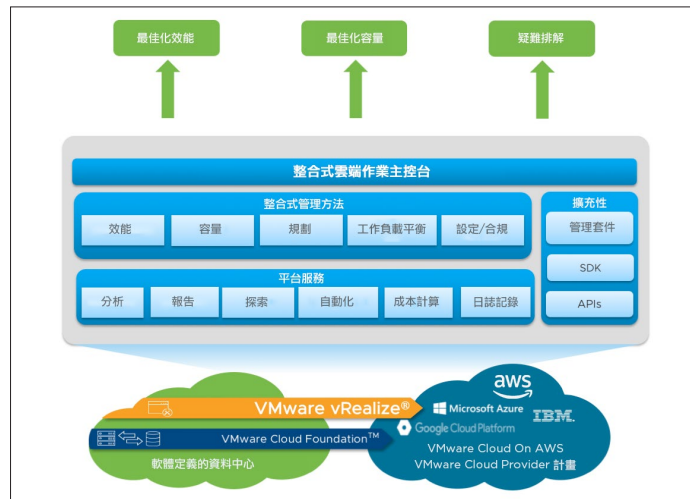 最佳化效能
最佳化容量
疑難排解
整合式雲端作業主控台
整合式管理方法
效能
容量
規劃
工作負載平衡
設定/合規
平台服務
分析
報告
探索
自動化
成本計算
日誌記錄
擴充性
管理套件
SDK
APIs
VMware vRealize®
VMware Cloud Foundation™
軟體定義的資料中心
aws
Microsoft Azure
IBM.
Google Cloud Platform
VMware Cloud On AWS
VMware Cloud Provider 計畫